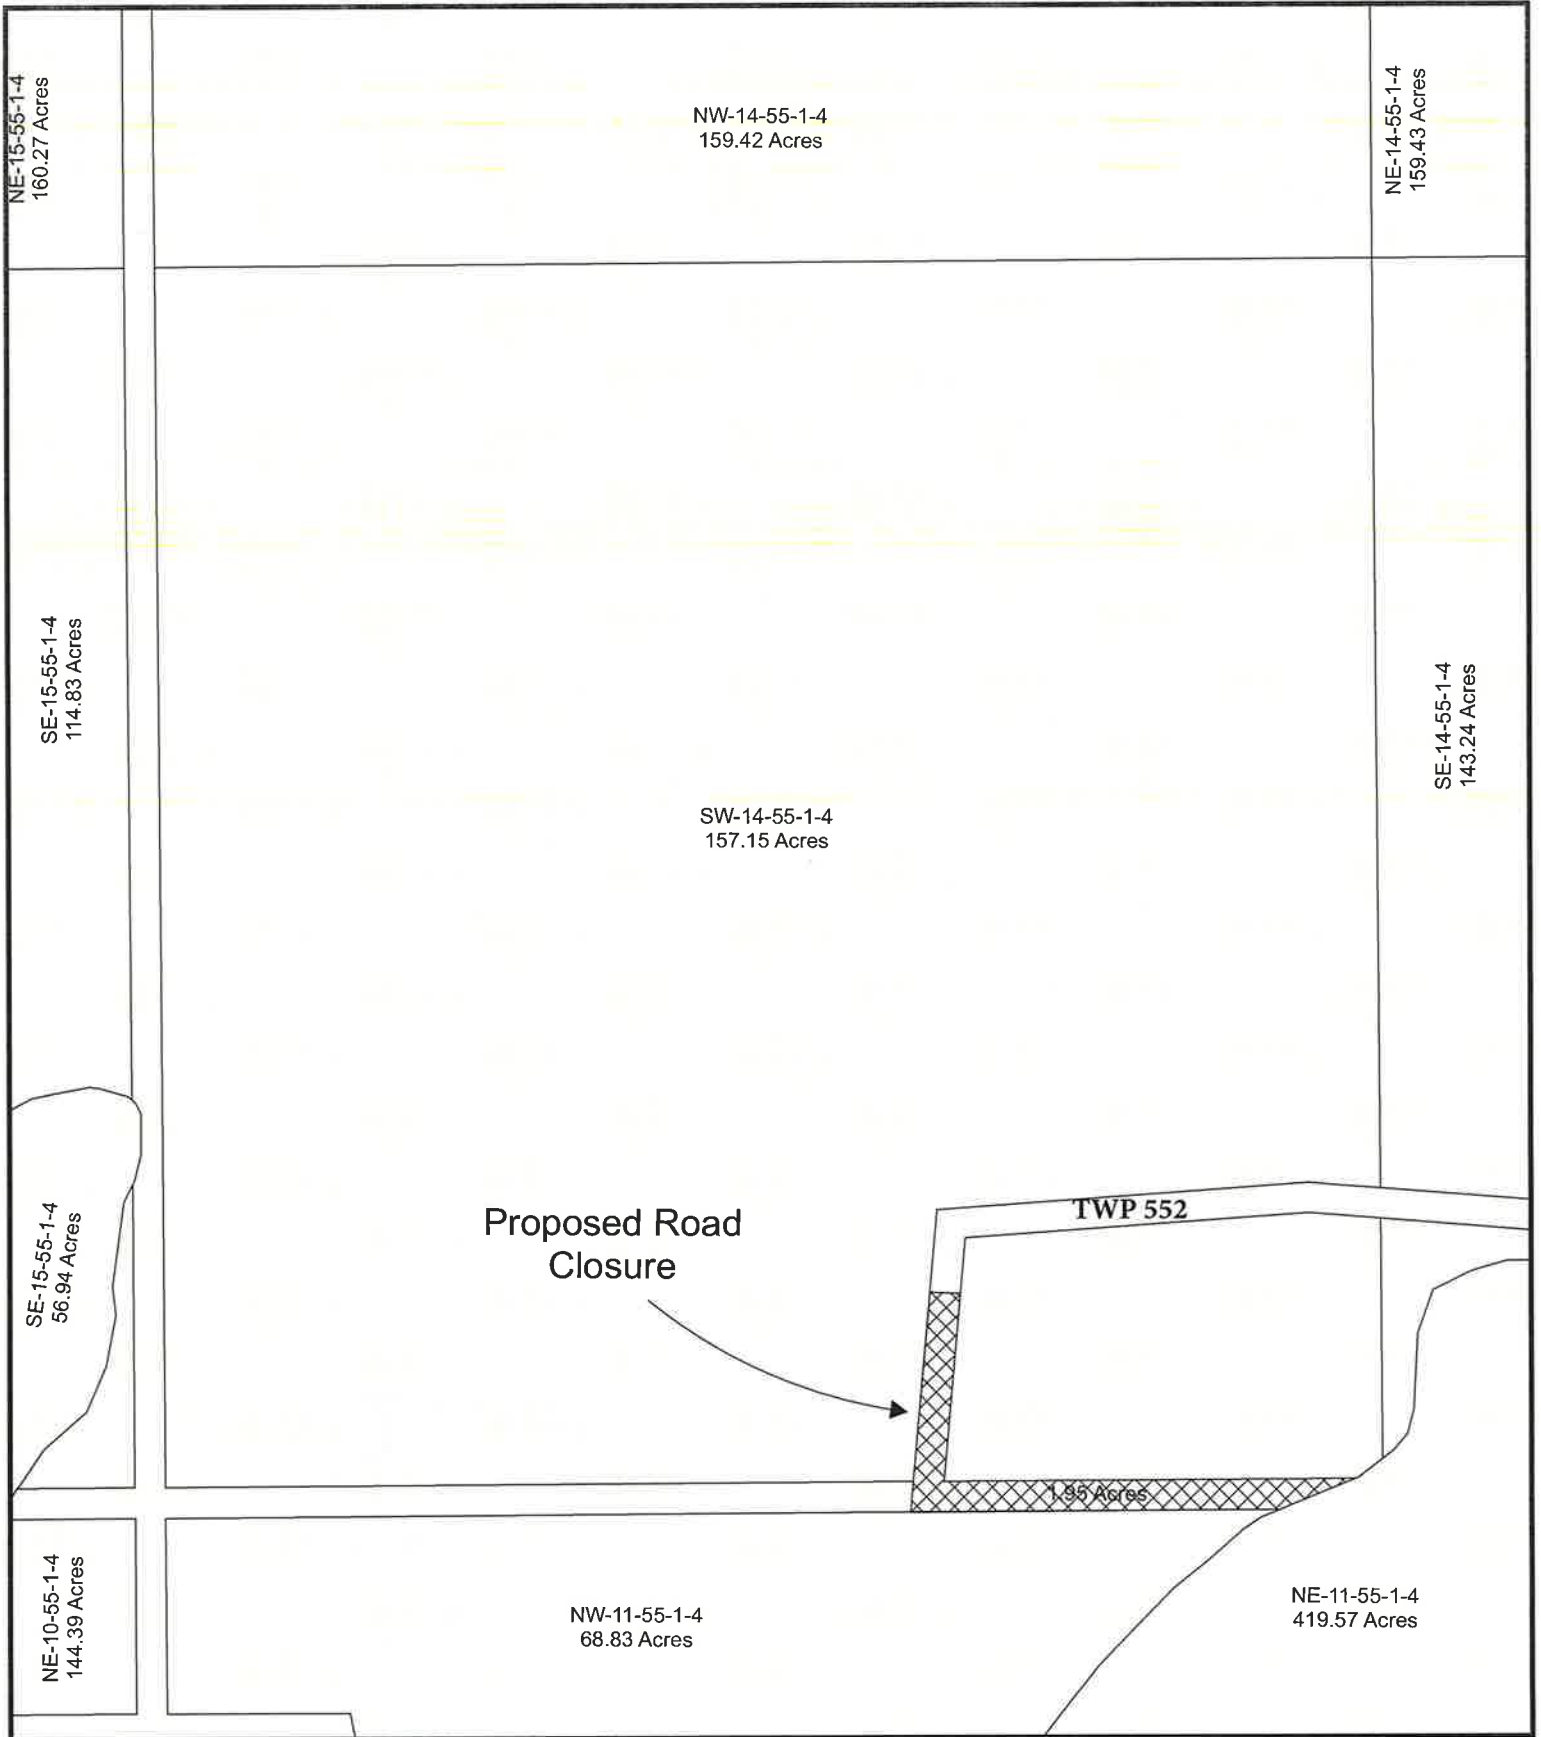 NE-15-55-1-4
160.27 Acres
NW-14-55-1-4
159.42 Acres
NE-14-55-1-4
159.43 Acres
SE-15-55-1-4
114.83 Acres
SE-14-55-1-4
143.24 Acres
SW-14-55-1-4
157.15 Acres
SE-15-55-1-4
56.94 Acres
Proposed Road
Closure
TWP 552
1.95 Acres
NE-10-55-1-4
144.39 Acres
NW-11-55-1-4
68.83 Acres
NE-11-55-1-4
419.57 Acres